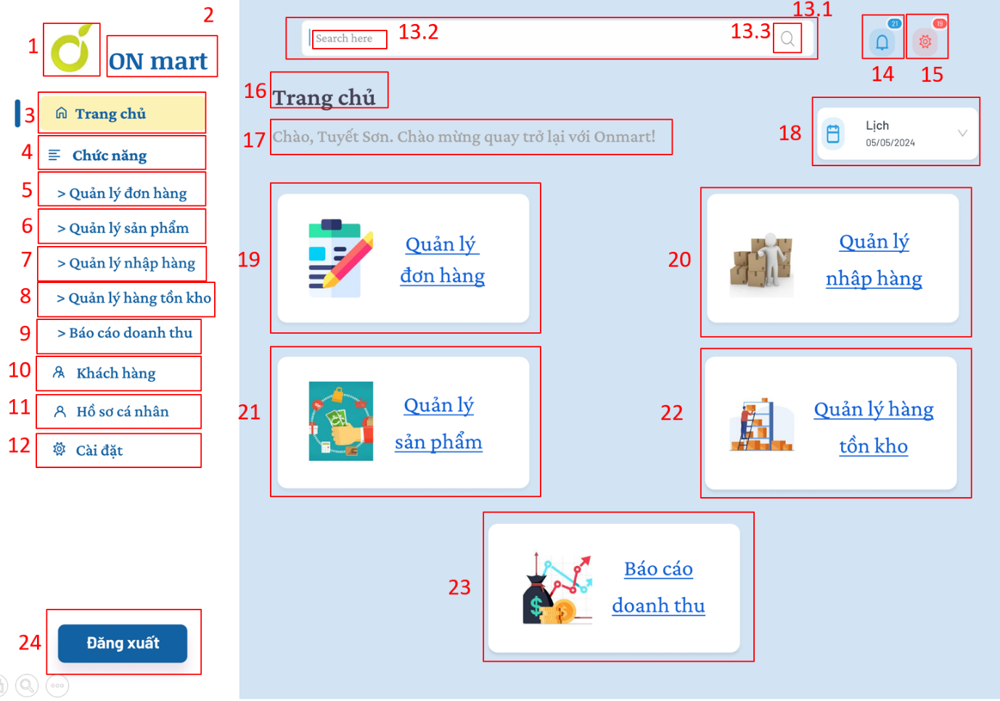 1
2
ON mart
3
Trang chủ
4
Chức năng
5
> Quản lý đơn hàng
6
> Quản lý sản phẩm
7
> Quản lý nhập hàng
8
> Quản lý hàng tồn kho
9
> Báo cáo doanh thu
10
Khách hàng
11
Hồ sơ cá nhân
12
Cài đặt
24
Đăng xuất
13.1
Search here
13.2
13.3
21
14
19
15
16
Trang chủ
17
Chào, Tuyết Sơn. Chào mừng quay trở lại với Onmart!
18
Lịch
05/05/2024
19
Quản lý
đơn hàng
20
Quản lý
nhập hàng
21
Quản lý
sản phẩm
22
Quản lý hàng
tồn kho
23
$
Báo cáo
doanh thu